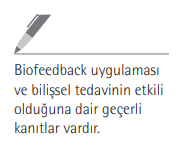 Biofeedback uygulaması
ve bilişsel tedavinin etkili
olduğuna dair geçerli
kanıtlar vardır.